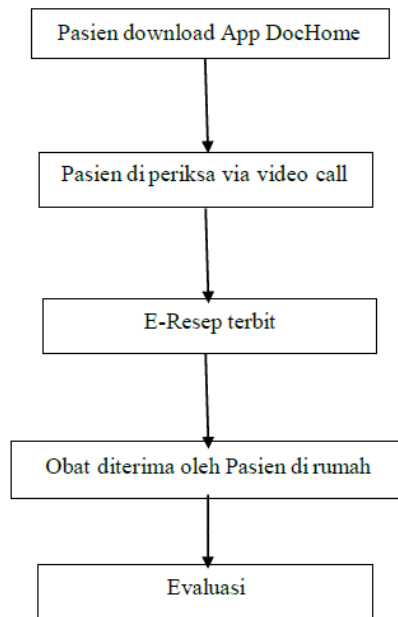 Pasien download App DocHome
Pasien di periksa via video call
E-Resep terbit
Obat diterima oleh Pasien di rumah
Evaluasi